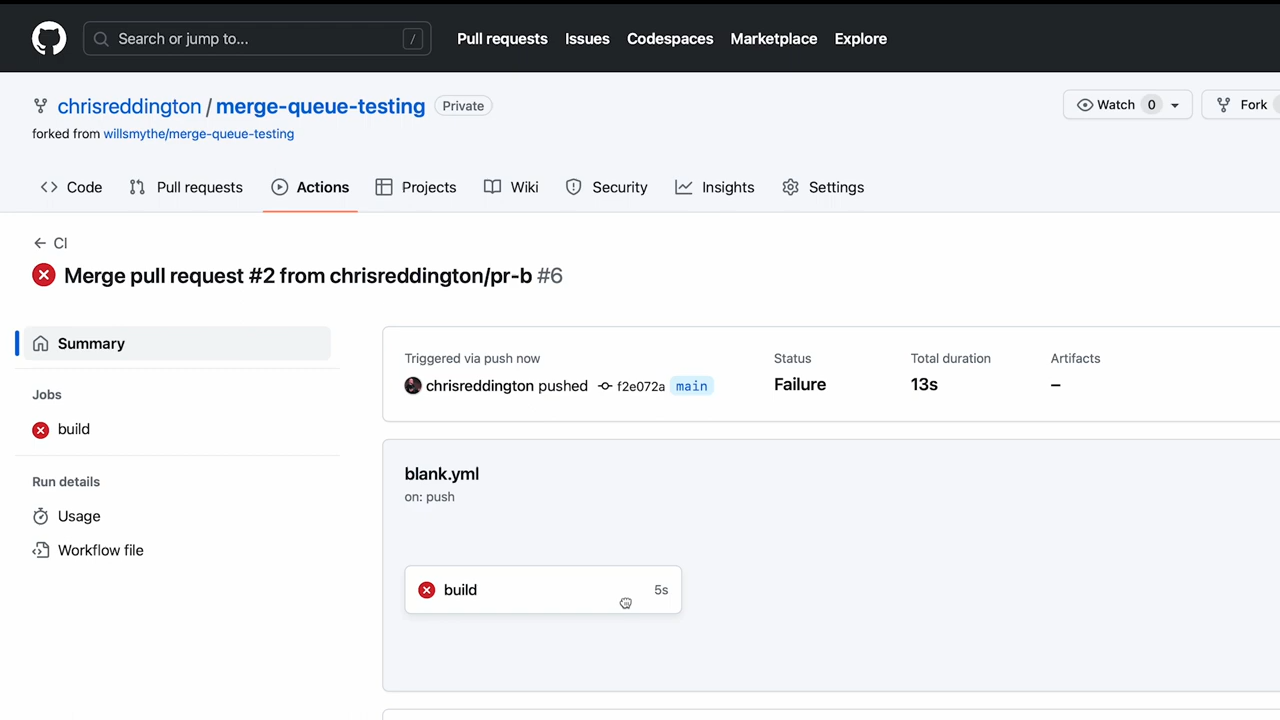 Search or jump to... /
Pull requests Issues Codespaces Marketplace Explore
chrisreddington / merge-queue-testing Private
Watch 0 Fork
forked from willsmythe/merge-queue-testing
Code Pull requests Actions Projects Wiki Security Insights Settings
CI
Merge pull request #2 from chrisreddington/pr-b #6
Summary
Jobs
build
Run details
Usage
Workflow file
Triggered via push now Status Total duration Artifacts
chrisreddington pushed f2e072a main Failure 13s –
blank.yml
on: push
build 5s